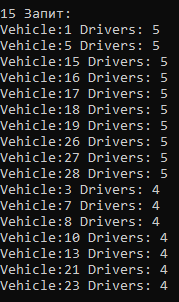 15 Запит:
Vehicle:1 Drivers: 5
Vehicle:5 Drivers: 5
Vehicle:15 Drivers: 5
Vehicle:16 Drivers: 5
Vehicle:17 Drivers: 5
Vehicle:18 Drivers: 5
Vehicle:19 Drivers: 5
Vehicle:26 Drivers: 5
Vehicle:27 Drivers: 5
Vehicle:28 Drivers: 5
Vehicle:3 Drivers: 4
Vehicle:7 Drivers: 4
Vehicle:8 Drivers: 4
Vehicle:10 Drivers: 4
Vehicle:13 Drivers: 4
Vehicle:21 Drivers: 4
Vehicle:23 Drivers: 4